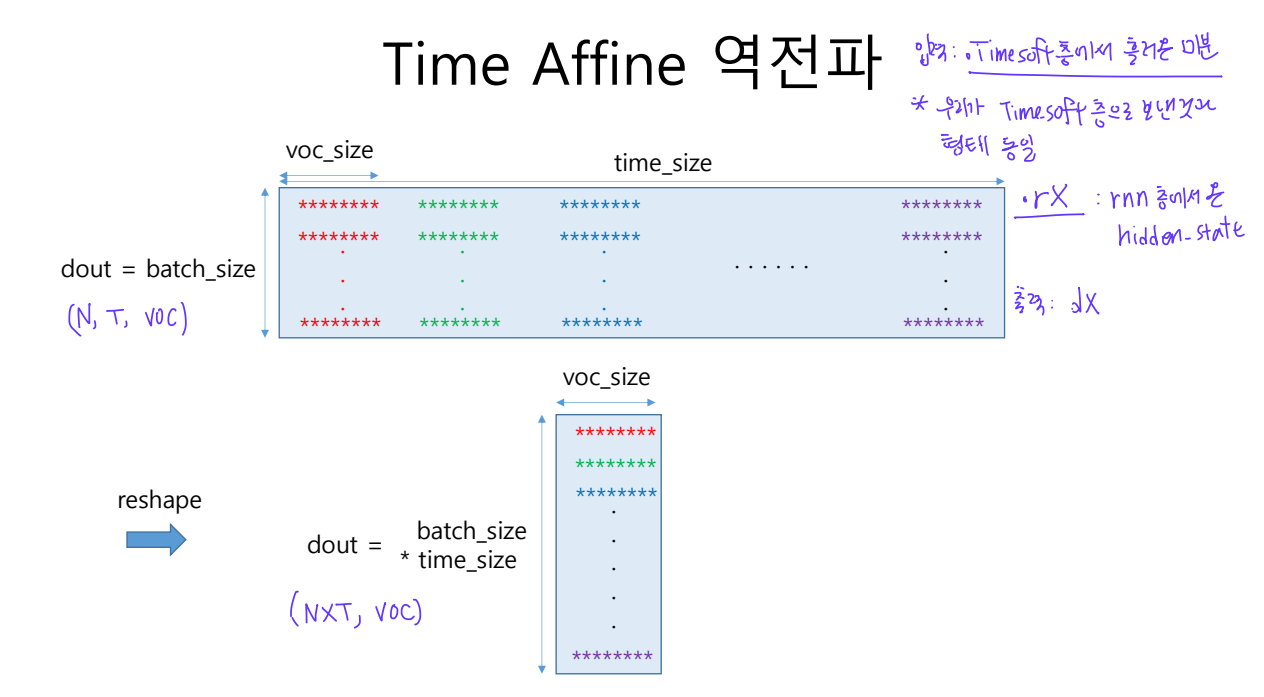 Time Affine 역전파
입력: •Timesoft층에서 흘러온 미분
* 우리가 Timesoft층으로 보낸것과
형태 동일
voc_size
time_size
•rX : rnn 층에서 온
hidden_state
******** ******** ******** ********
******** ******** ******** ********
dout = batch_size
(N, T, VOC)
. . . . . .
출력: dX
******** ******** ******** ********
voc_size
********
********
********
reshape
dout = batch_size
* time_size
(NXT, VOC)
********